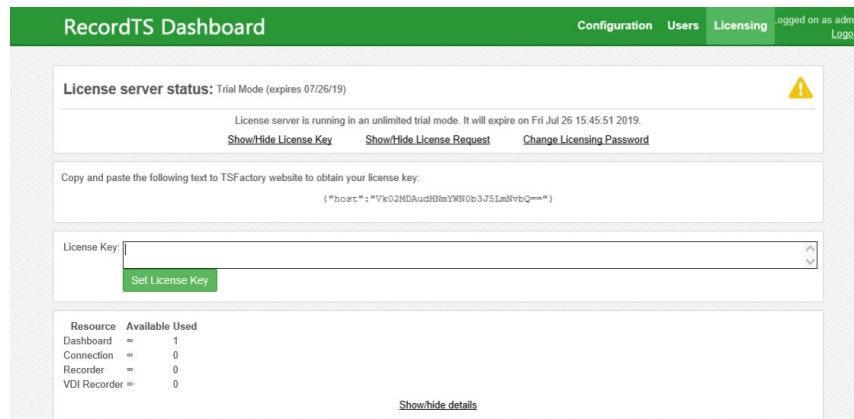 RecordTS Dashboard
Configuration Users Licensing
Logged on as adm
Logo
License server status: Trial Mode (expires 07/26/19)
License server is running in an unlimited trial mode. It will expire on Fri Jul 26 15:45:51 2019.
Show/Hide License Key Show/Hide License Request Change Licensing Password
Copy and paste the following text to TSFactory website to obtain your license key:
{"host":"Vk02MDAudHNmYWN0b3J5LmNvbQ=="}
License Key:
Set License Key
Resource Available Used
Dashboard ∞ 1
Connection ∞ 0
Recorder ∞ 0
VDI Recorder ∞ 0
Show/hide details